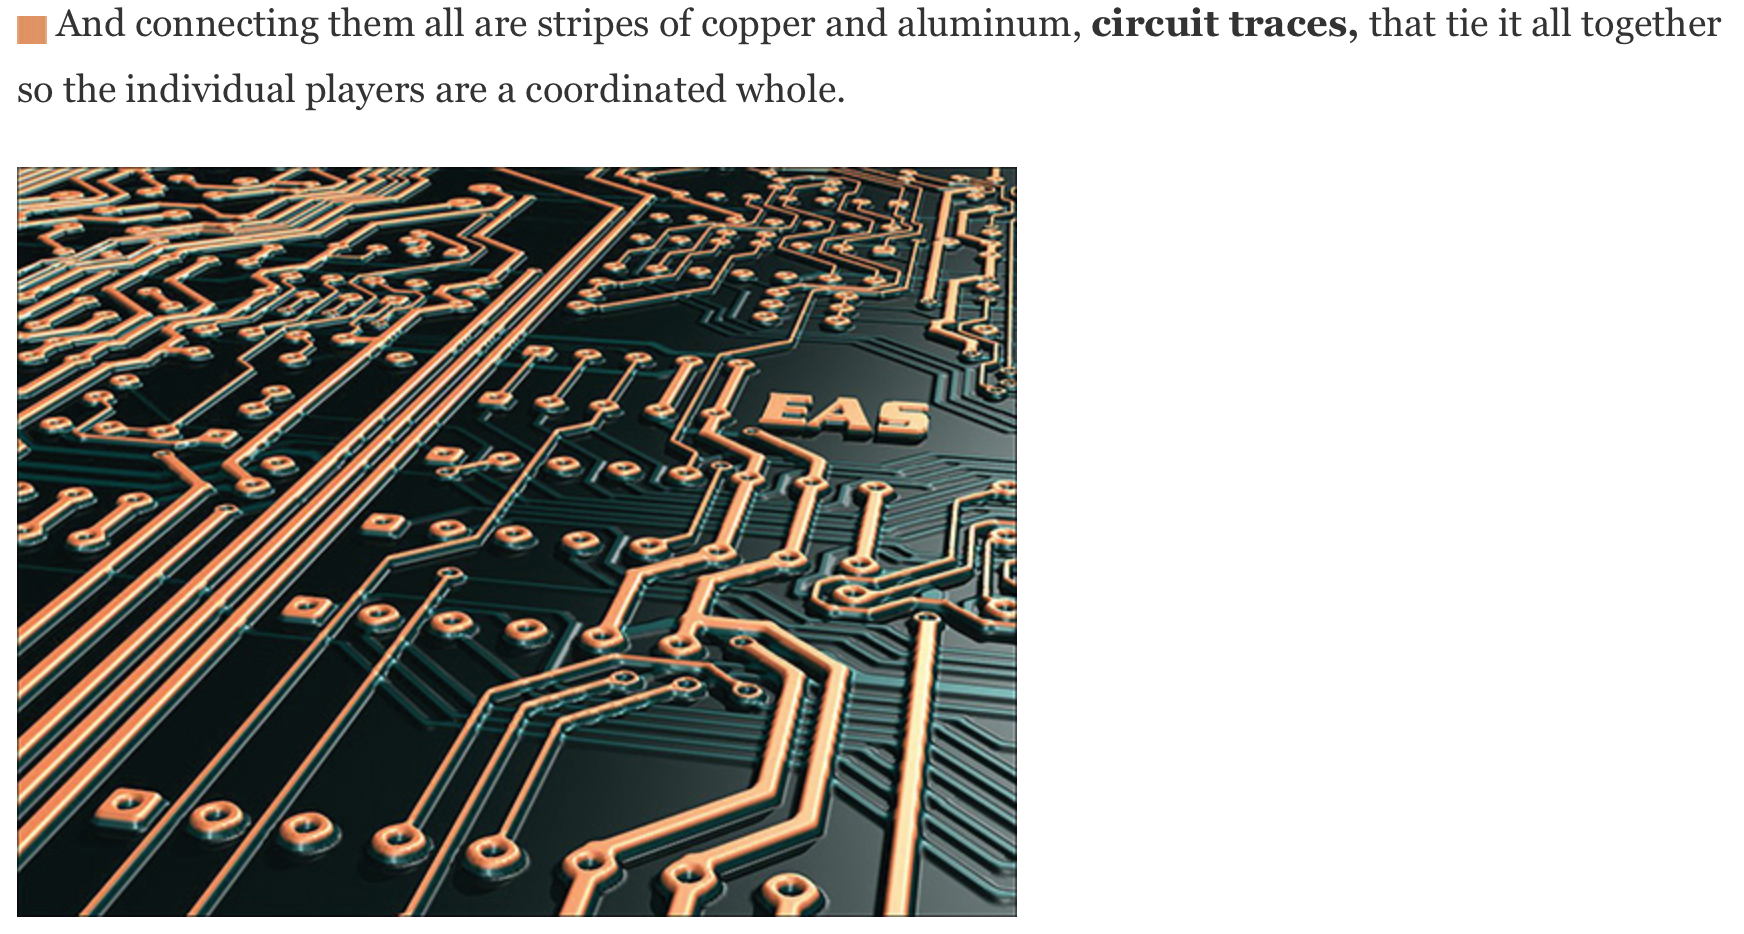 And connecting them all are stripes of copper and aluminum, circuit traces, that tie it all together
so the individual players are a coordinated whole.
EAS